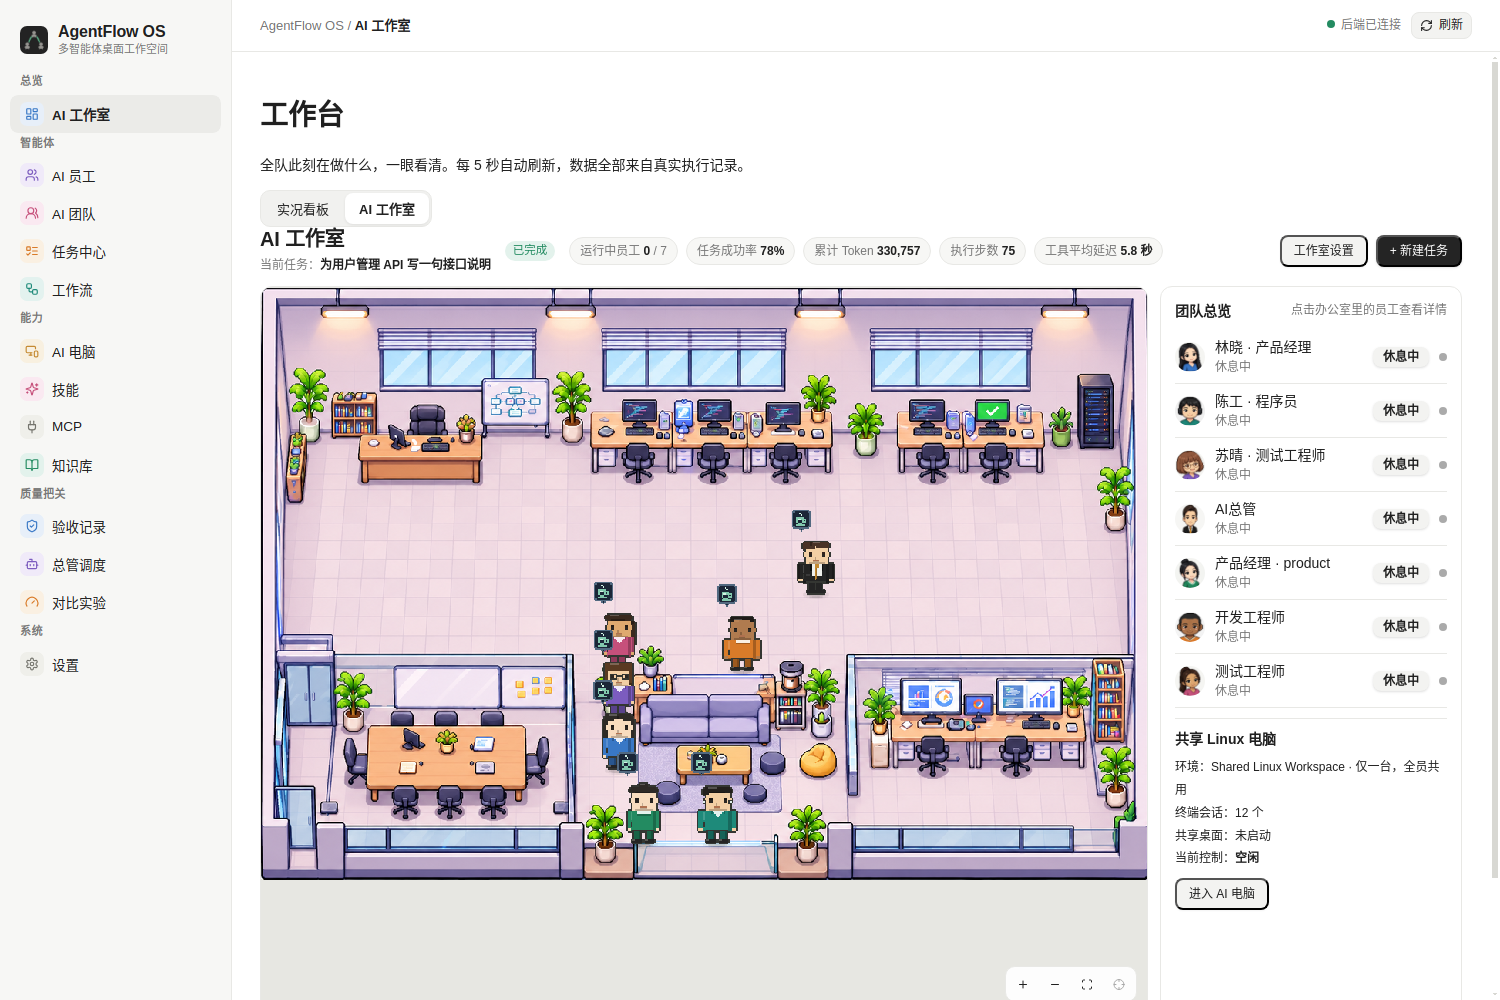 AgentFlow OS
多智能体桌面工作空间
总览
AI 工作室
智能体
AI 员工
AI 团队
任务中心
工作流
能力
AI 电脑
技能
MCP
知识库
质量把关
验收记录
总管调度
对比实验
系统
设置
AgentFlow OS / AI 工作室
后端已连接
刷新
工作台
全队此刻在做什么，一眼看清。每 5 秒自动刷新，数据全部来自真实执行记录。
实况看板
AI 工作室
AI 工作室
当前任务：为用户管理 API 写一句接口说明
已完成
运行中员工 0 / 7
任务成功率 78%
累计 Token 330,757
执行步数 75
工具平均延迟 5.8 秒
工作室设置
+ 新建任务
团队总览
点击办公室里的员工查看详情
林晓 · 产品经理
休息中
休息中
陈工 · 程序员
休息中
休息中
苏晴 · 测试工程师
休息中
休息中
AI总管
休息中
休息中
产品经理 · product
休息中
休息中
开发工程师
休息中
休息中
测试工程师
休息中
休息中
共享 Linux 电脑
环境：Shared Linux Workspace · 仅一台，全员共
用
终端会话：12 个
共享桌面：未启动
当前控制：空闲
进入 AI 电脑